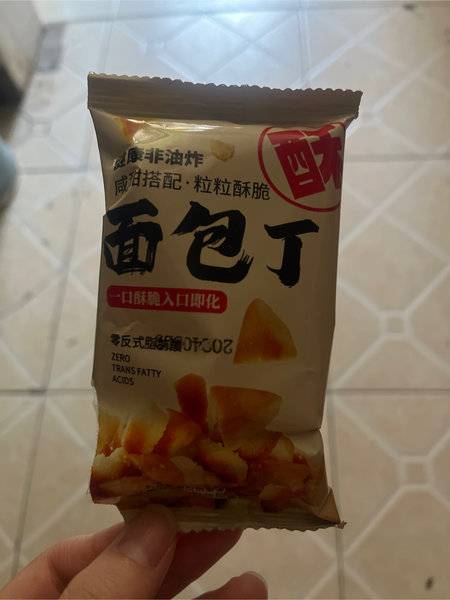 健康非油炸
咸甜搭配·粒粒酥脆
酥
面包丁
一口酥脆入口即化
零反式脂肪酸
ZERO
TRANS FATTY
ACIDS